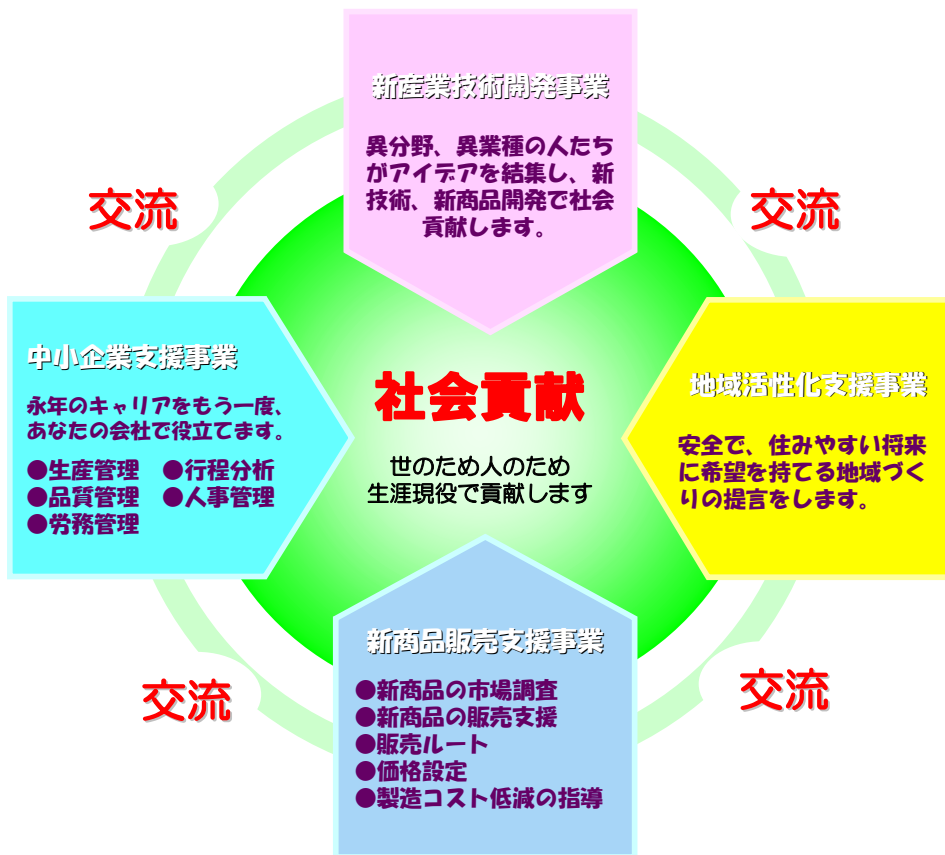 新産業技術開発事業
異分野、異業種の人たち
がアイデアを結集し、新
技術、新商品開発で社会
貢献します。
交流
交流
中小企業支援事業
永年のキャリアをもう一度、
あなたの会社で役立てます。
●生産管理 ●行程分析
●品質管理 ●人事管理
●労務管理
社会貢献
世のため人のため
生涯現役で貢献します
地域活性化支援事業
安全で、住みやすい将来
に希望を持てる地域づく
りの提言をします。
新商品販売支援事業
●新商品の市場調査
●新商品の販売支援
●販売ルート
●価格設定
●製造コスト低減の指導
交流
交流